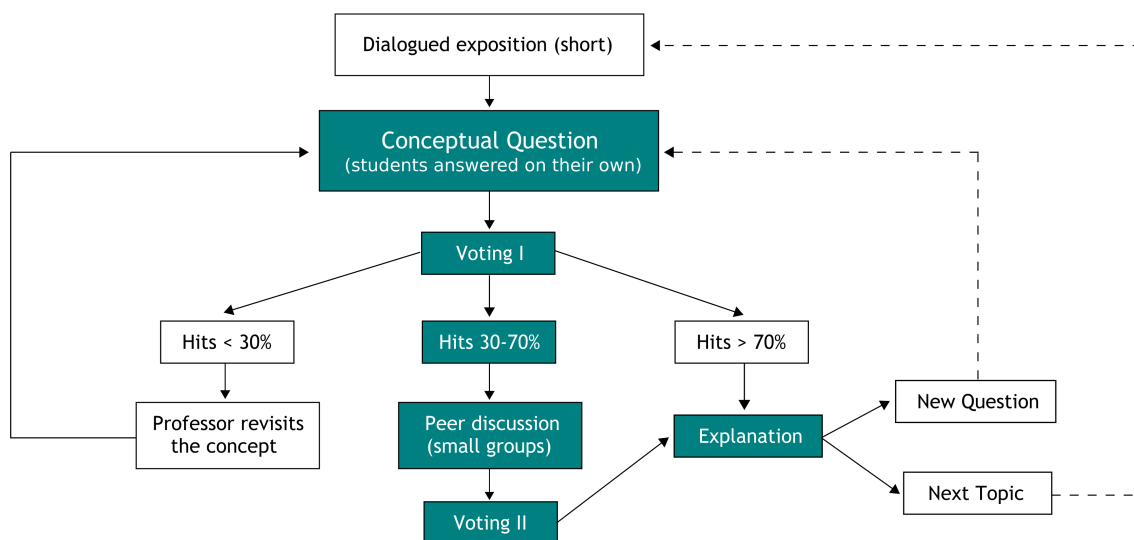 Dialogued exposition (short)
Conceptual Question
(students answered on their own)
Voting I
Hits < 30%
Hits 30-70%
Hits > 70%
Professor revisits
the concept
Peer discussion
(small groups)
Explanation
New Question
Next Topic
Voting II